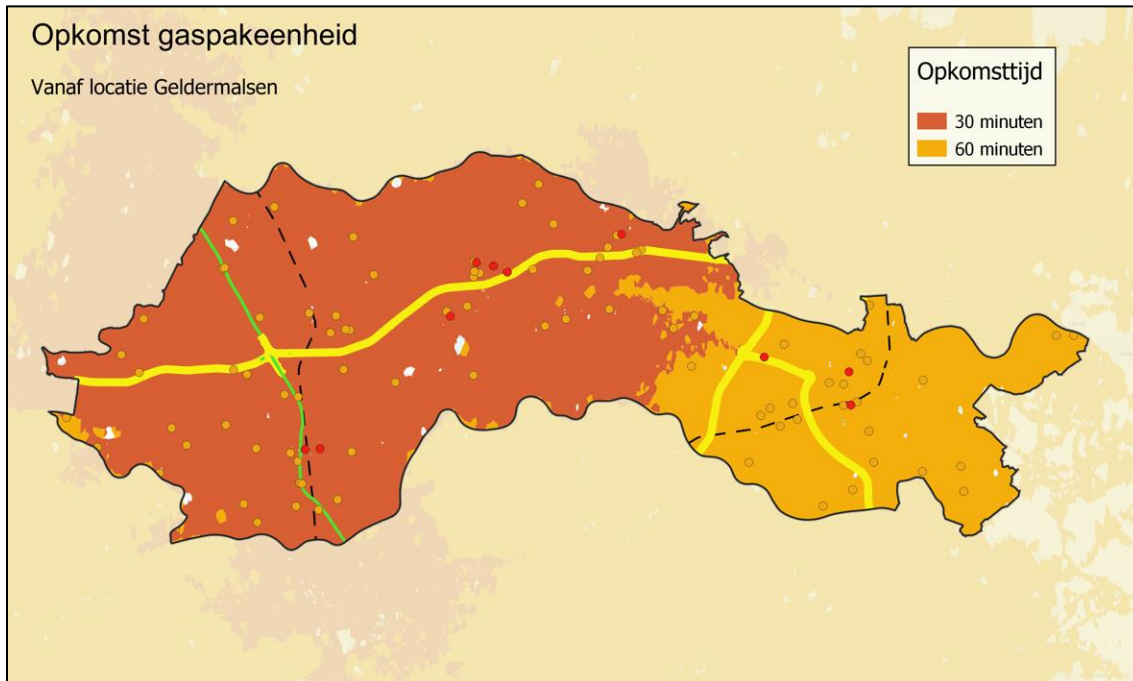 Opkomst gaspakeenheid
Vanaf locatie Geldermalsen
Opkomsttijd
30 minuten
60 minuten